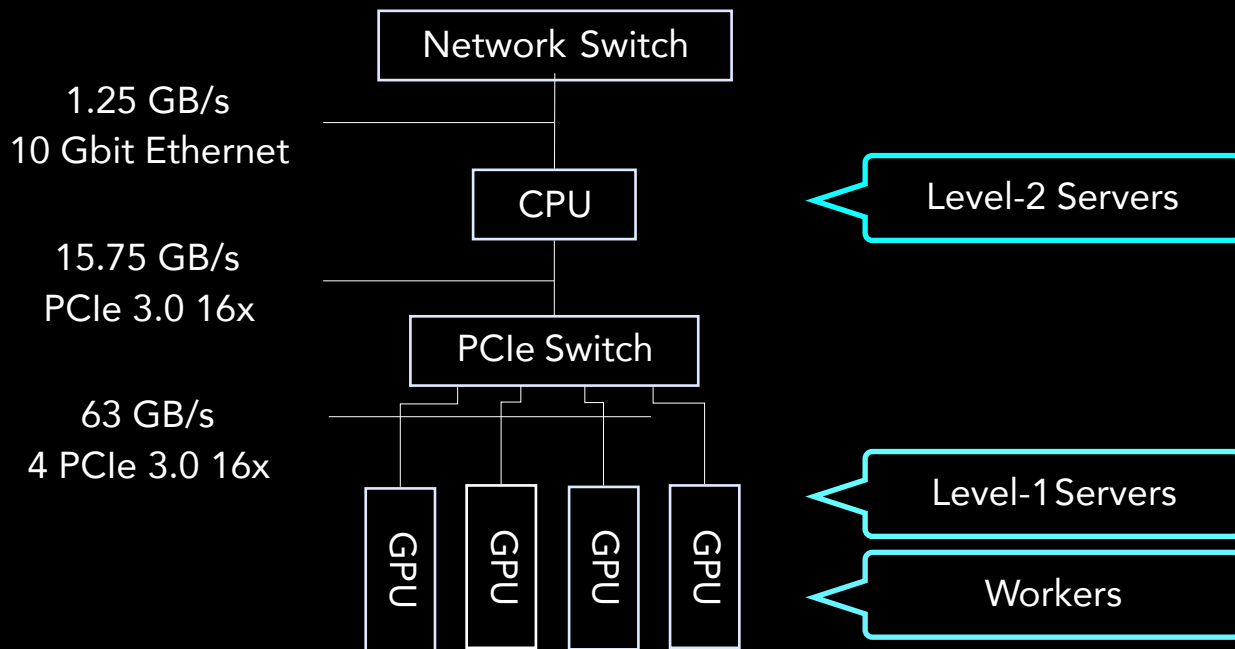 Network Switch
1.25 GB/s
10 Gbit Ethernet
CPU
Level-2 Servers
15.75 GB/s
PCIe 3.0 16x
PCIe Switch
63 GB/s
4 PCIe 3.0 16x
GPU
GPU
GPU
GPU
Level-1 Servers
Workers